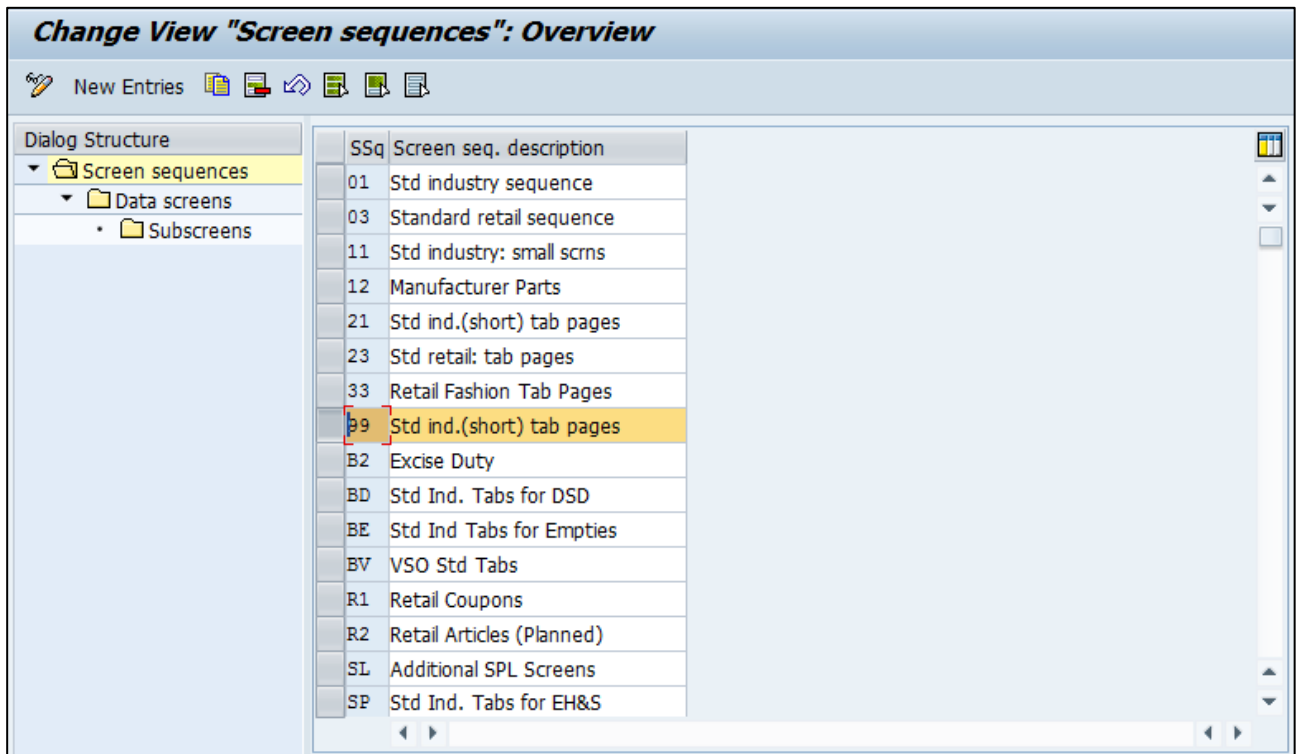 Change View "Screen sequences": Overview
New Entries
Dialog Structure
Screen sequences
Data screens
Subscreens
SSq Screen seq. description
01 Std industry sequence
03 Standard retail sequence
11 Std industry: small scrns
12 Manufacturer Parts
21 Std ind.(short) tab pages
23 Std retail: tab pages
33 Retail Fashion Tab Pages
99 Std ind.(short) tab pages
B2 Excise Duty
BD Std Ind. Tabs for DSD
BE Std Ind Tabs for Empties
BV VSO Std Tabs
R1 Retail Coupons
R2 Retail Articles (Planned)
SL Additional SPL Screens
SP Std Ind. Tabs for EH&S